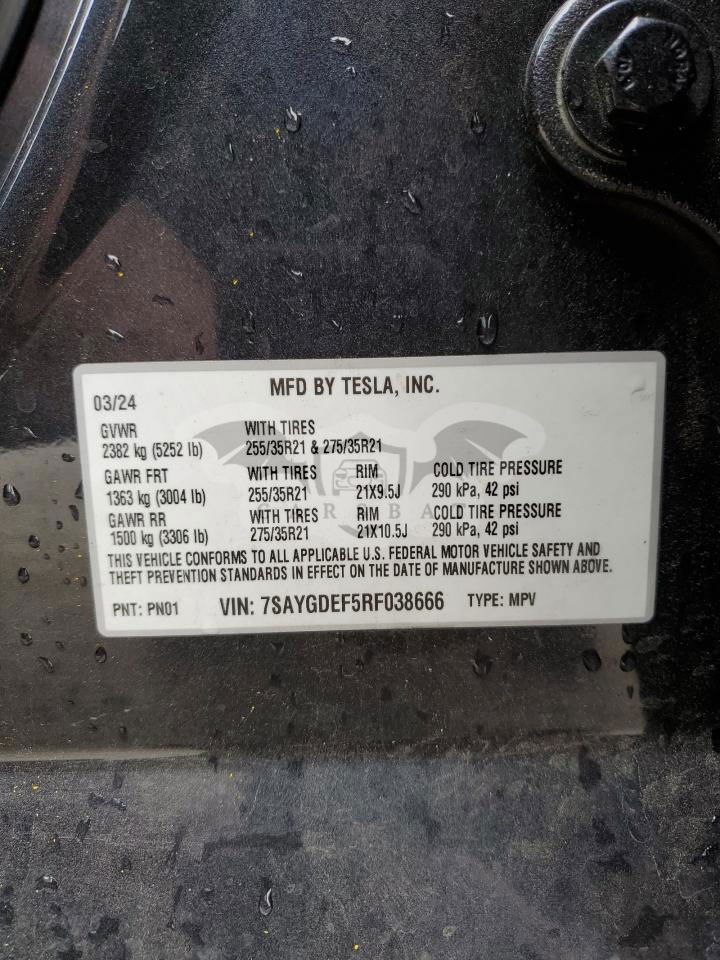 MFD BY TESLA, INC.
03/24
GVWR WITH TIRES
2382 kg (5252 lb) 255/35R21 & 275/35R21
GAWR FRT WITH TIRES RIM COLD TIRE PRESSURE
1363 kg (3004 lb) 255/35R21 21X9.5J 290 kPa, 42 psi
GAWR RR WITH TIRES RIM COLD TIRE PRESSURE
1500 kg (3306 lb) 275/35R21 21X10.5J 290 kPa, 42 psi
THIS VEHICLE CONFORMS TO ALL APPLICABLE U.S. FEDERAL MOTOR VEHICLE SAFETY AND
THEFT PREVENTION STANDARDS IN EFFECT ON THE DATE OF MANUFACTURE SHOWN ABOVE.
PNT: PN01 VIN: 7SAYGDEF5RF038666 TYPE: MPV